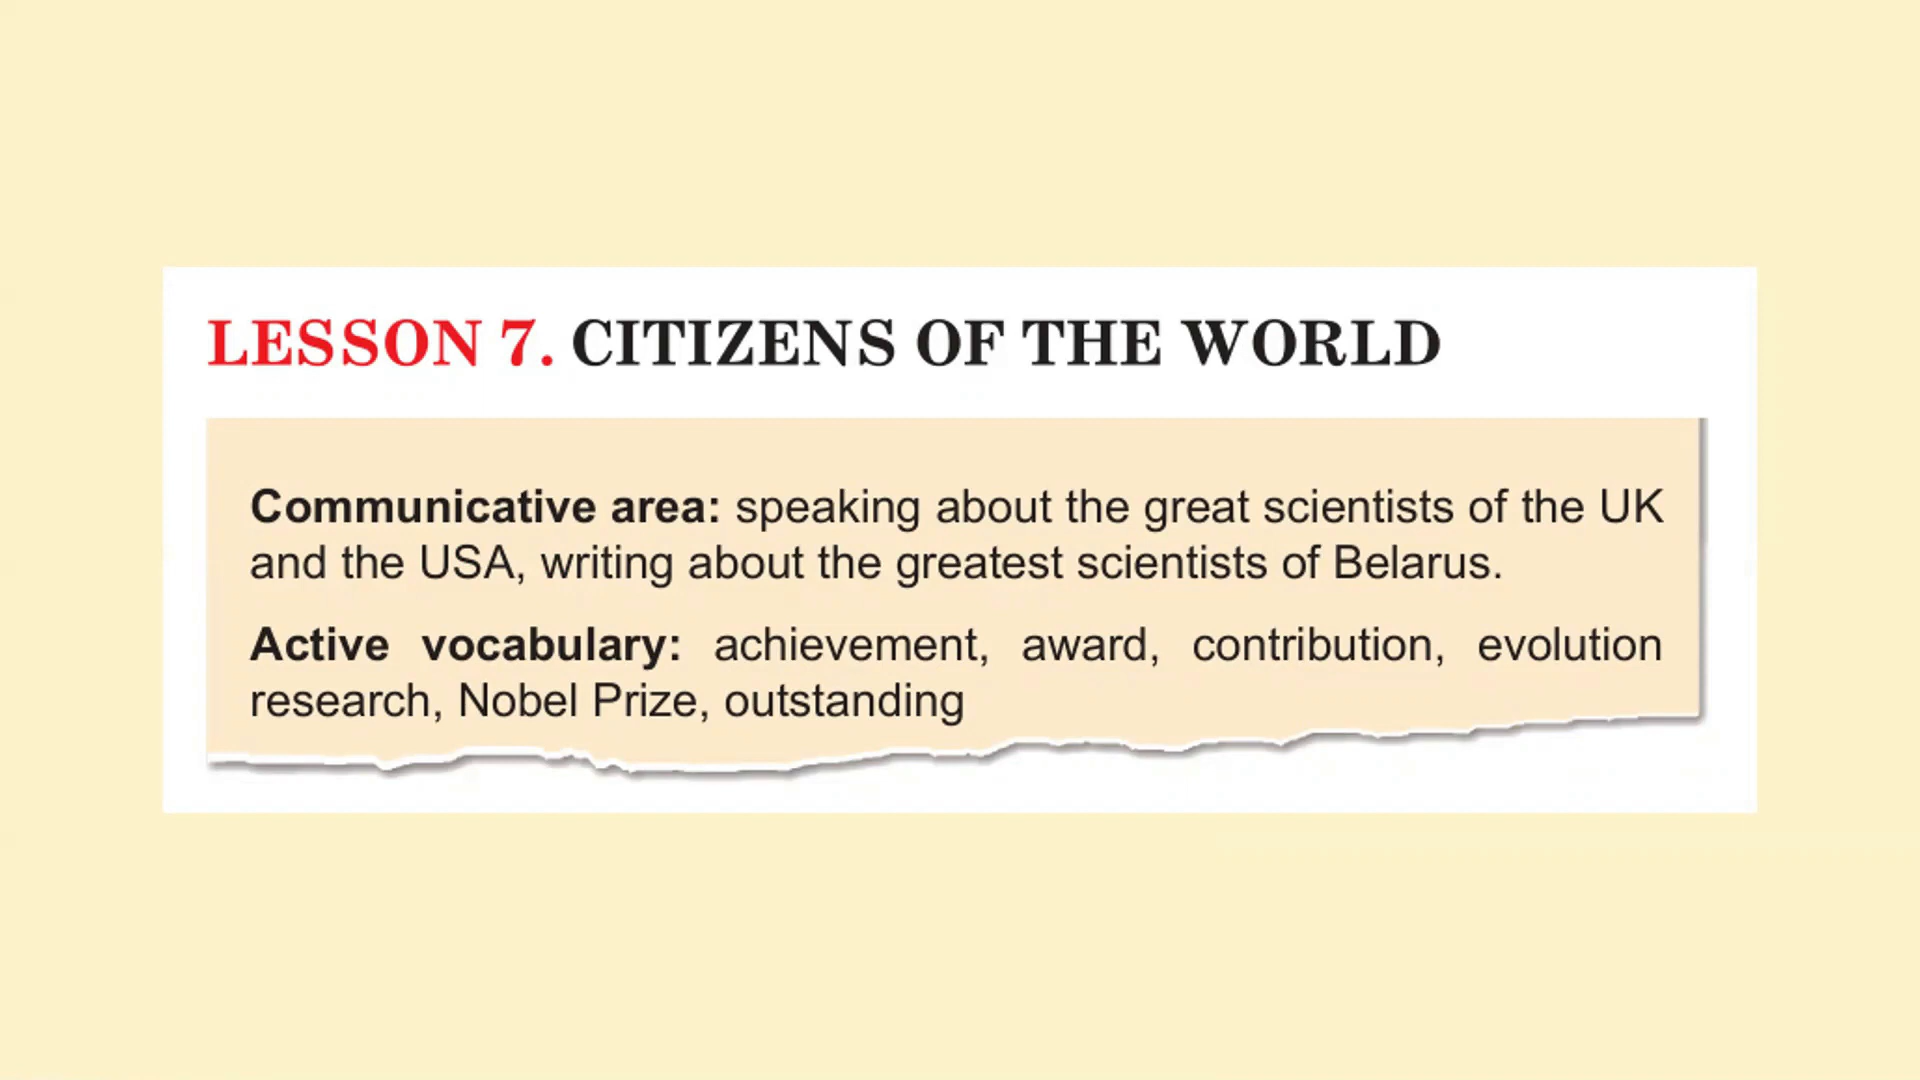 LESSON 7. CITIZENS OF THE WORLD
Communicative area: speaking about the great scientists of the UK
and the USA, writing about the greatest scientists of Belarus.
Active vocabulary: achievement, award, contribution, evolution
research, Nobel Prize, outstanding